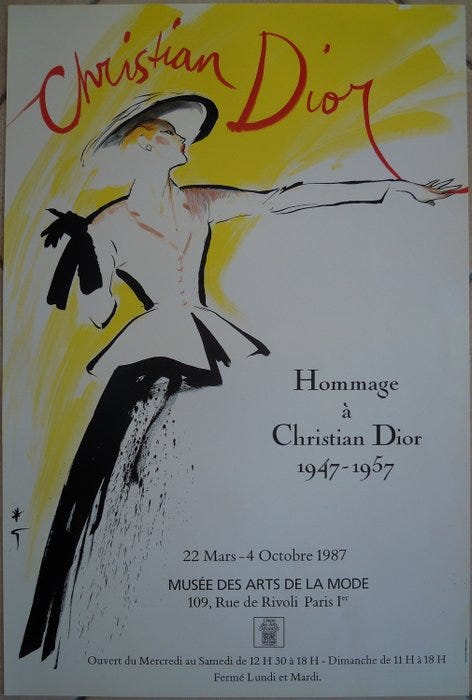 Christian Dior
Hommage
à
Christian Dior
1947-1957
22 Mars - 4 Octobre 1987
MUSÉE DES ARTS DE LA MODE
109, Rue de Rivoli Paris Ier
Ouvert du Mercredi au Samedi de 12 H 30 à 18 H - Dimanche de 11 H à 18 H
Fermé Lundi et Mardi.